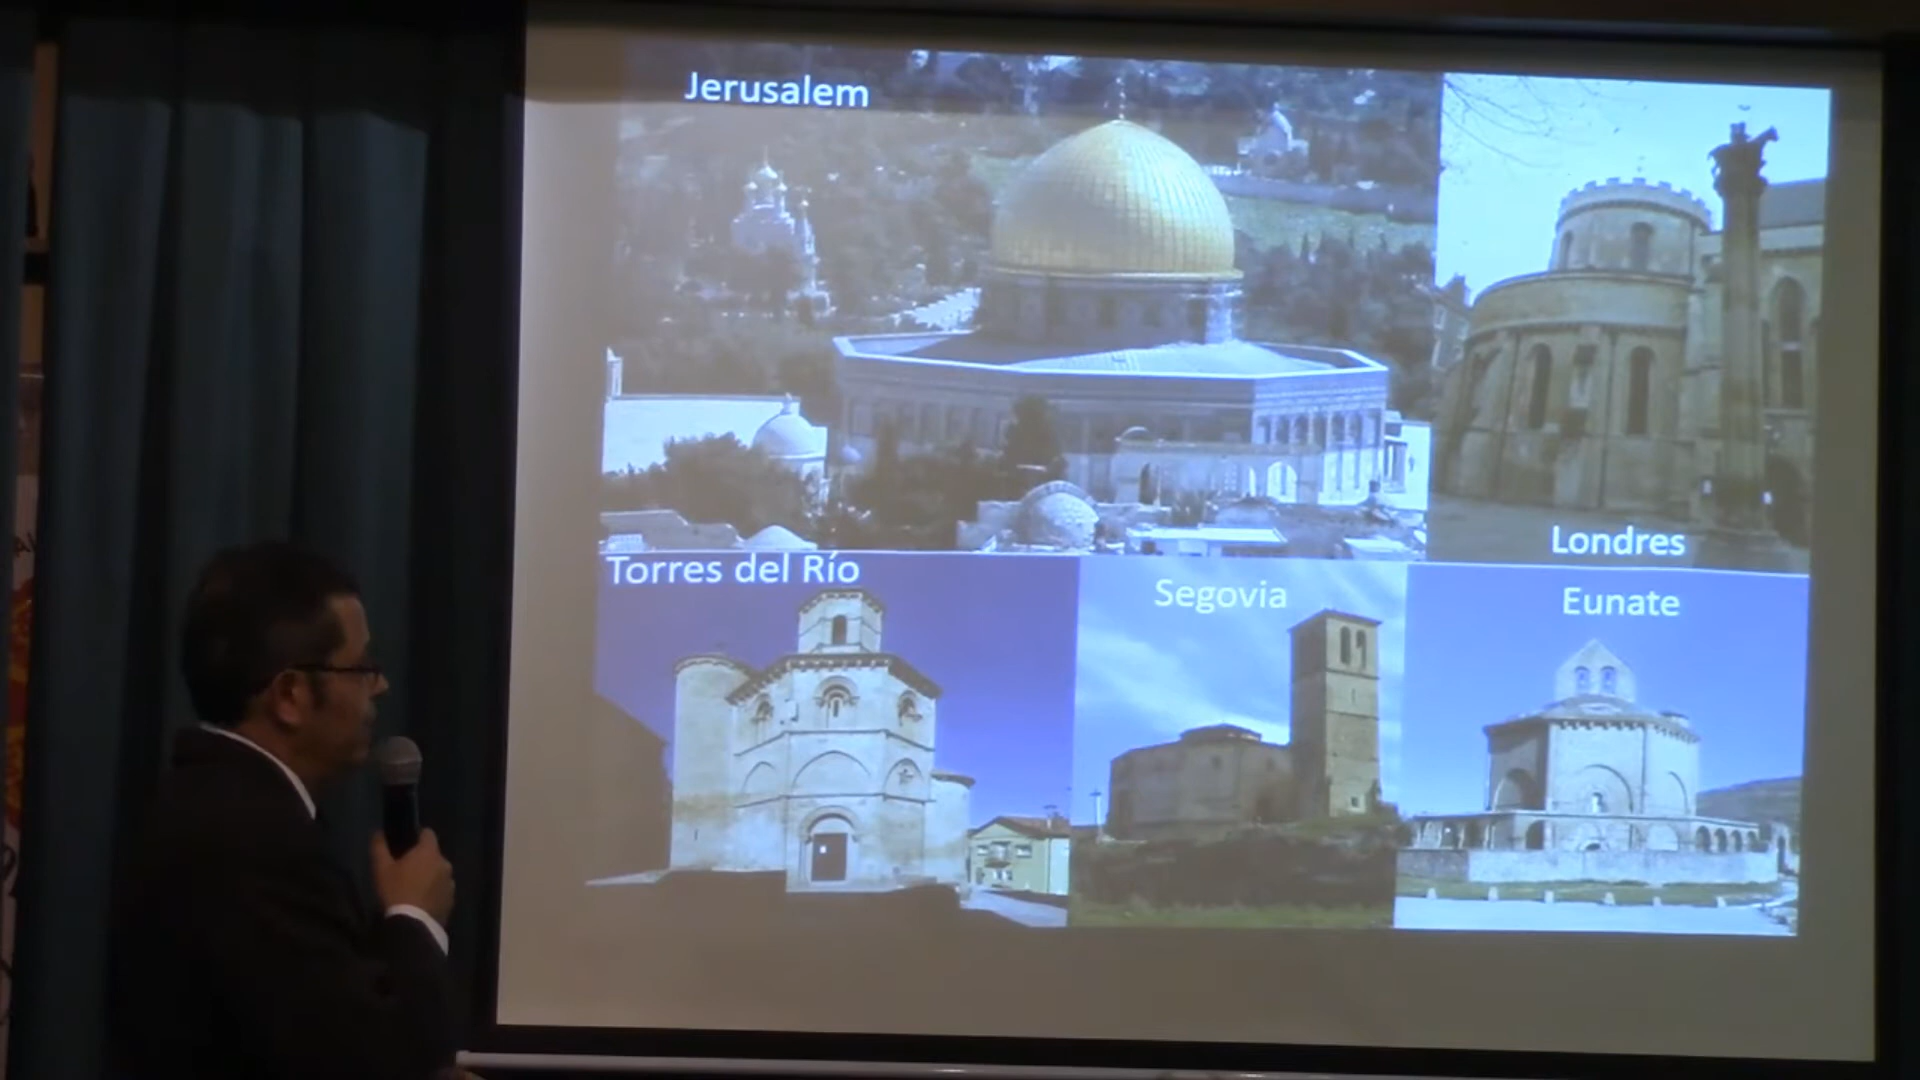 Jerusalem
Londres
Torres del Río
Segovia
Eunate